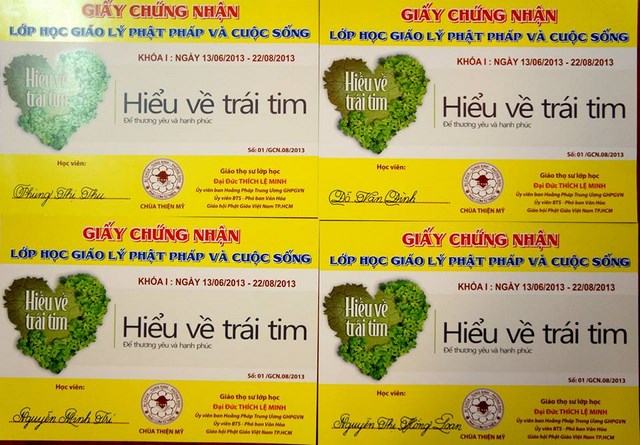 GIẤY CHỨNG NHẬN
LỚP HỌC GIÁO LÝ PHẬT PHÁP VÀ CUỘC SỐNG
KHÓA I : NGÀY 13/06/2013 - 22/08/2013
Hiểu về
trái tim
Hiểu về trái tim
Để thương yêu và hạnh phúc
Số: 01 /GCN.08/2013
Học viên:
Phùng Thị Thu
CHÙA THIỆN MỸ
Giáo thọ sư lớp học
Đại Đức THÍCH LỆ MINH
Ủy viên ban Hoằng Pháp Trung Ương GHPGVN
Ủy viên BTS - Phó ban Văn Hóa
Giáo hội Phật Giáo Việt Nam TP.HCM
GIẤY CHỨNG NHẬN
LỚP HỌC GIÁO LÝ PHẬT PHÁP VÀ CUỘC SỐNG
KHÓA I : NGÀY 13/06/2013 - 22/08/2013
Hiểu về
trái tim
Hiểu về trái tim
Để thương yêu và hạnh phúc
Số: 01 /GCN.08/2013
Học viên:
Đỗ Văn
CHÙA THIỆN MỸ
Giáo thọ sư lớp học
Đại Đức THÍCH LỆ MINH
Ủy viên ban Hoằng Pháp Trung Ương GHPGVN
Ủy viên BTS - Phó ban Văn Hóa
Giáo hội Phật Giáo Việt Nam TP.HCM
GIẤY CHỨNG NHẬN
LỚP HỌC GIÁO LÝ PHẬT PHÁP VÀ CUỘC SỐNG
KHÓA I : NGÀY 13/06/2013 - 22/08/2013
Hiểu về
trái tim
Hiểu về trái tim
Để thương yêu và hạnh phúc
Số: 01 /GCN.08/2013
Học viên:
Nguyễn Minh Trí
CHÙA THIỆN MỸ
Giáo thọ sư lớp học
Đại Đức THÍCH LỆ MINH
Ủy viên ban Hoằng Pháp Trung Ương GHPGVN
Ủy viên BTS - Phó ban Văn Hóa
Giáo hội Phật Giáo Việt Nam TP.HCM
GIẤY CHỨNG NHẬN
LỚP HỌC GIÁO LÝ PHẬT PHÁP VÀ CUỘC SỐNG
KHÓA I : NGÀY 13/06/2013 - 22/08/2013
Hiểu về
trái tim
Hiểu về trái tim
Để thương yêu và hạnh phúc
Số: 01 /GCN.08/2013
Học viên:
Nguyễn Thị Hồng Loan
CHÙA THIỆN MỸ
Giáo thọ sư lớp học
Đại Đức THÍCH LỆ MINH
Ủy viên ban Hoằng Pháp Trung Ương GHPGVN
Ủy viên BTS - Phó ban Văn Hóa
Giáo hội Phật Giáo Việt Nam TP.HCM